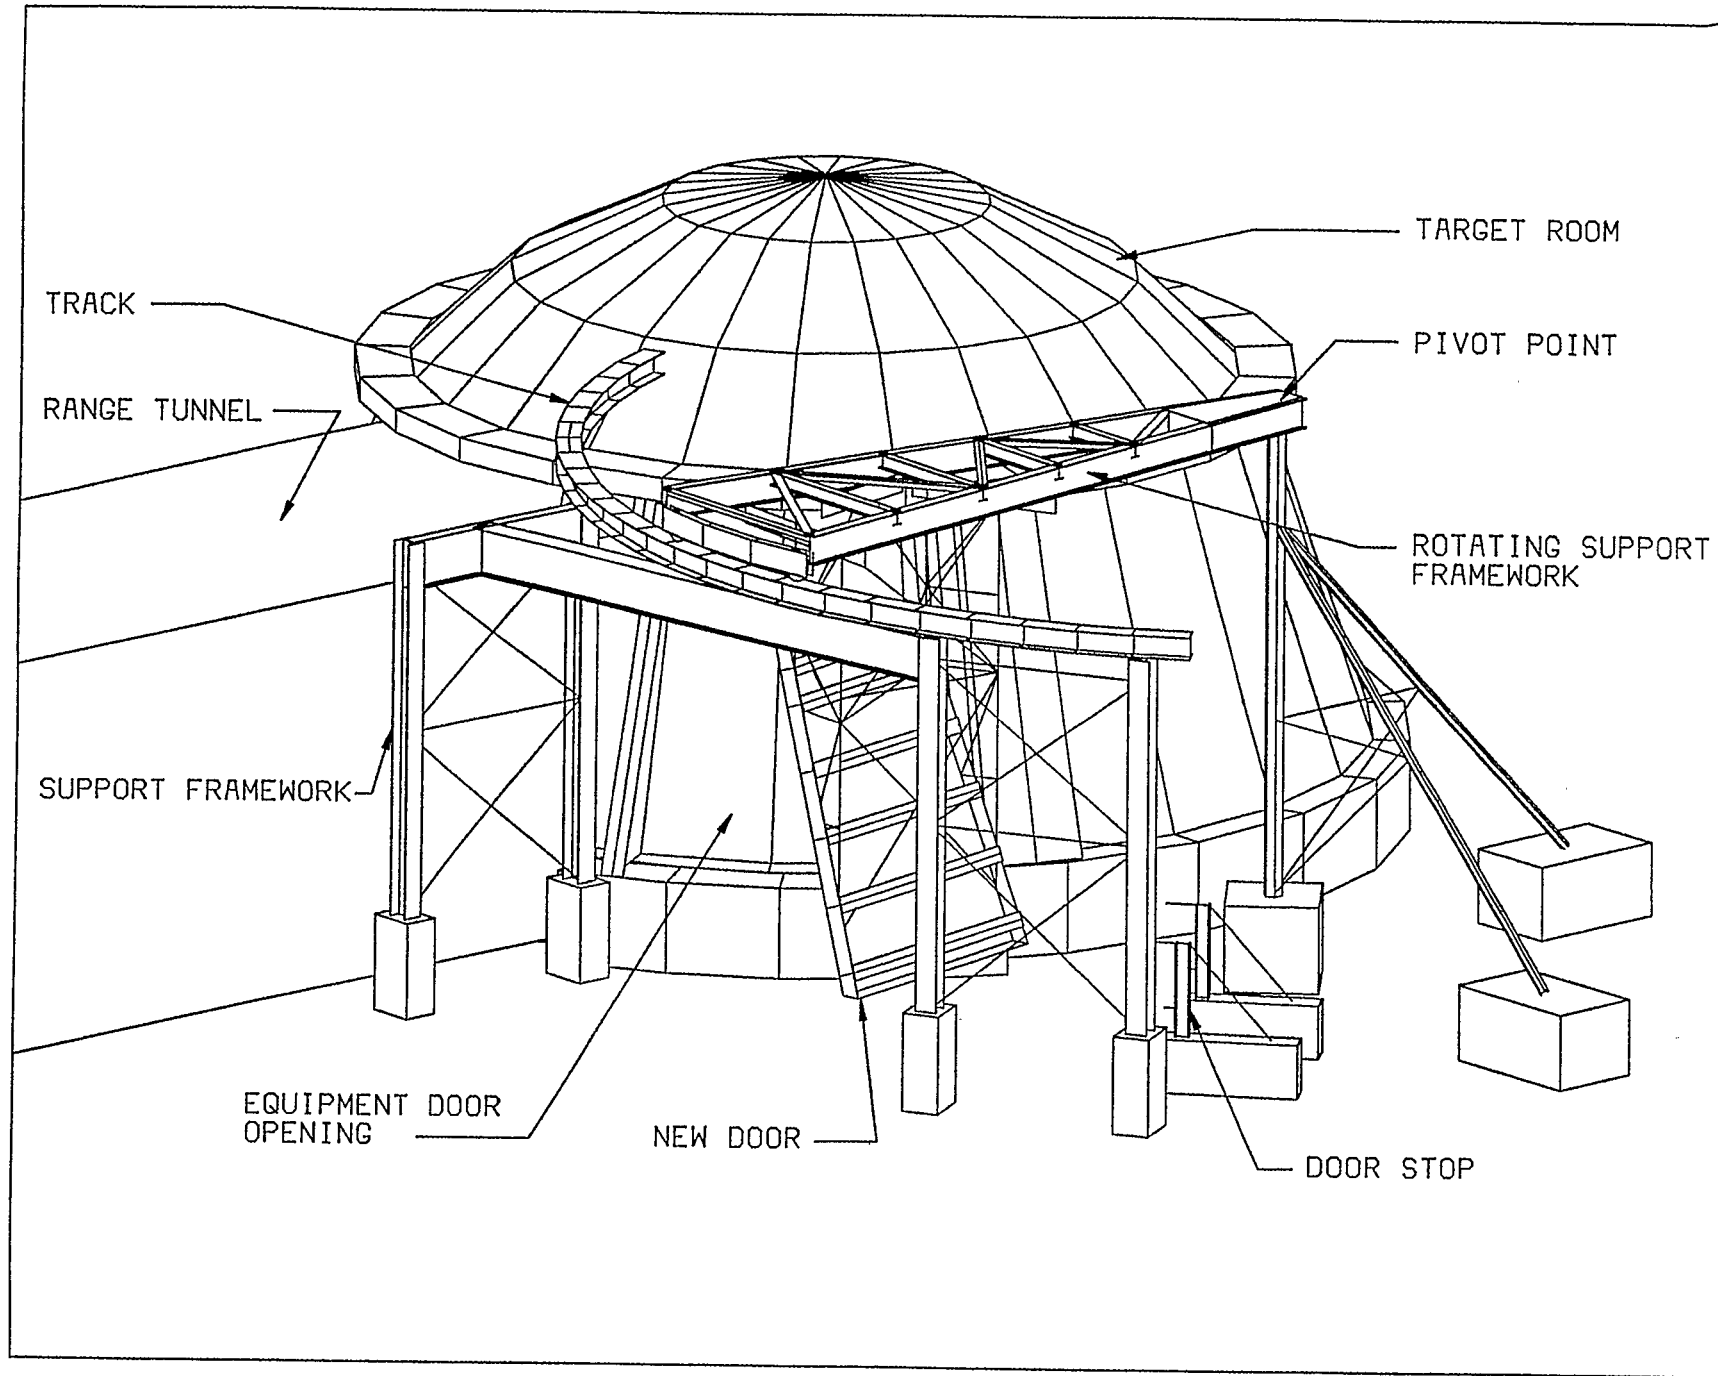 TARGET ROOM
TRACK
PIVOT POINT
RANGE TUNNEL
ROTATING SUPPORT
FRAMEWORK
SUPPORT FRAMEWORK
EQUIPMENT DOOR
OPENING
NEW DOOR
DOOR STOP